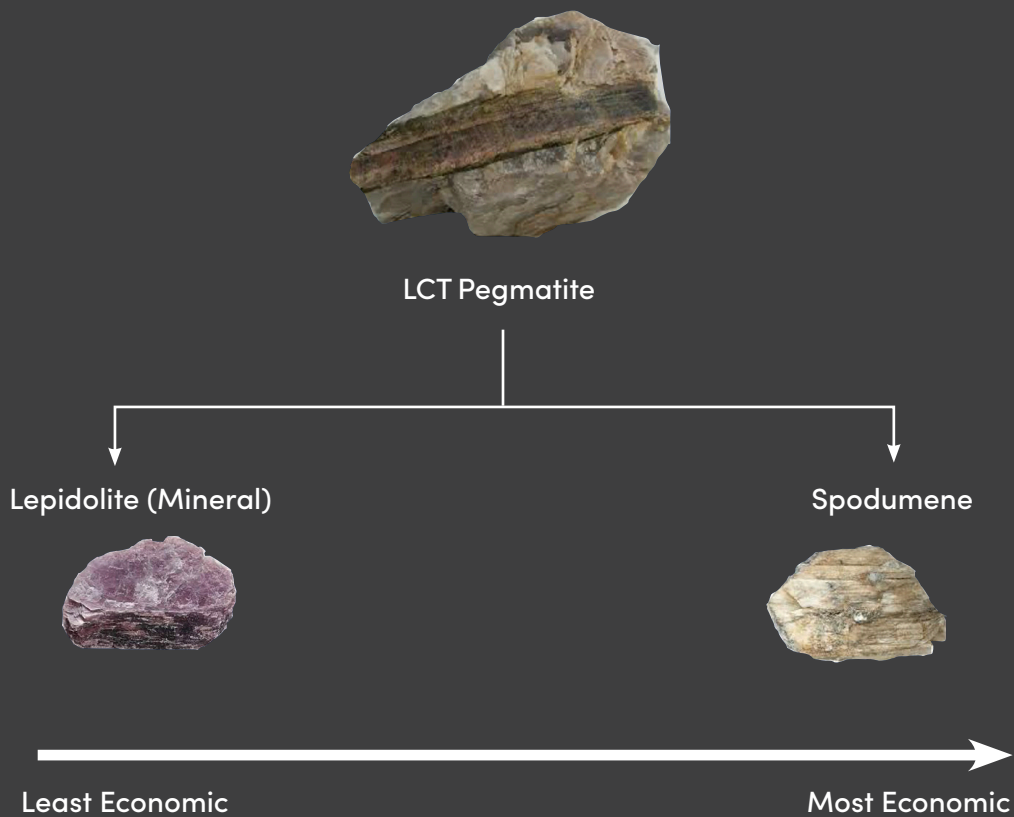 LCT Pegmatite
Lepidolite (Mineral)
Spodumene
Least Economic
Most Economic